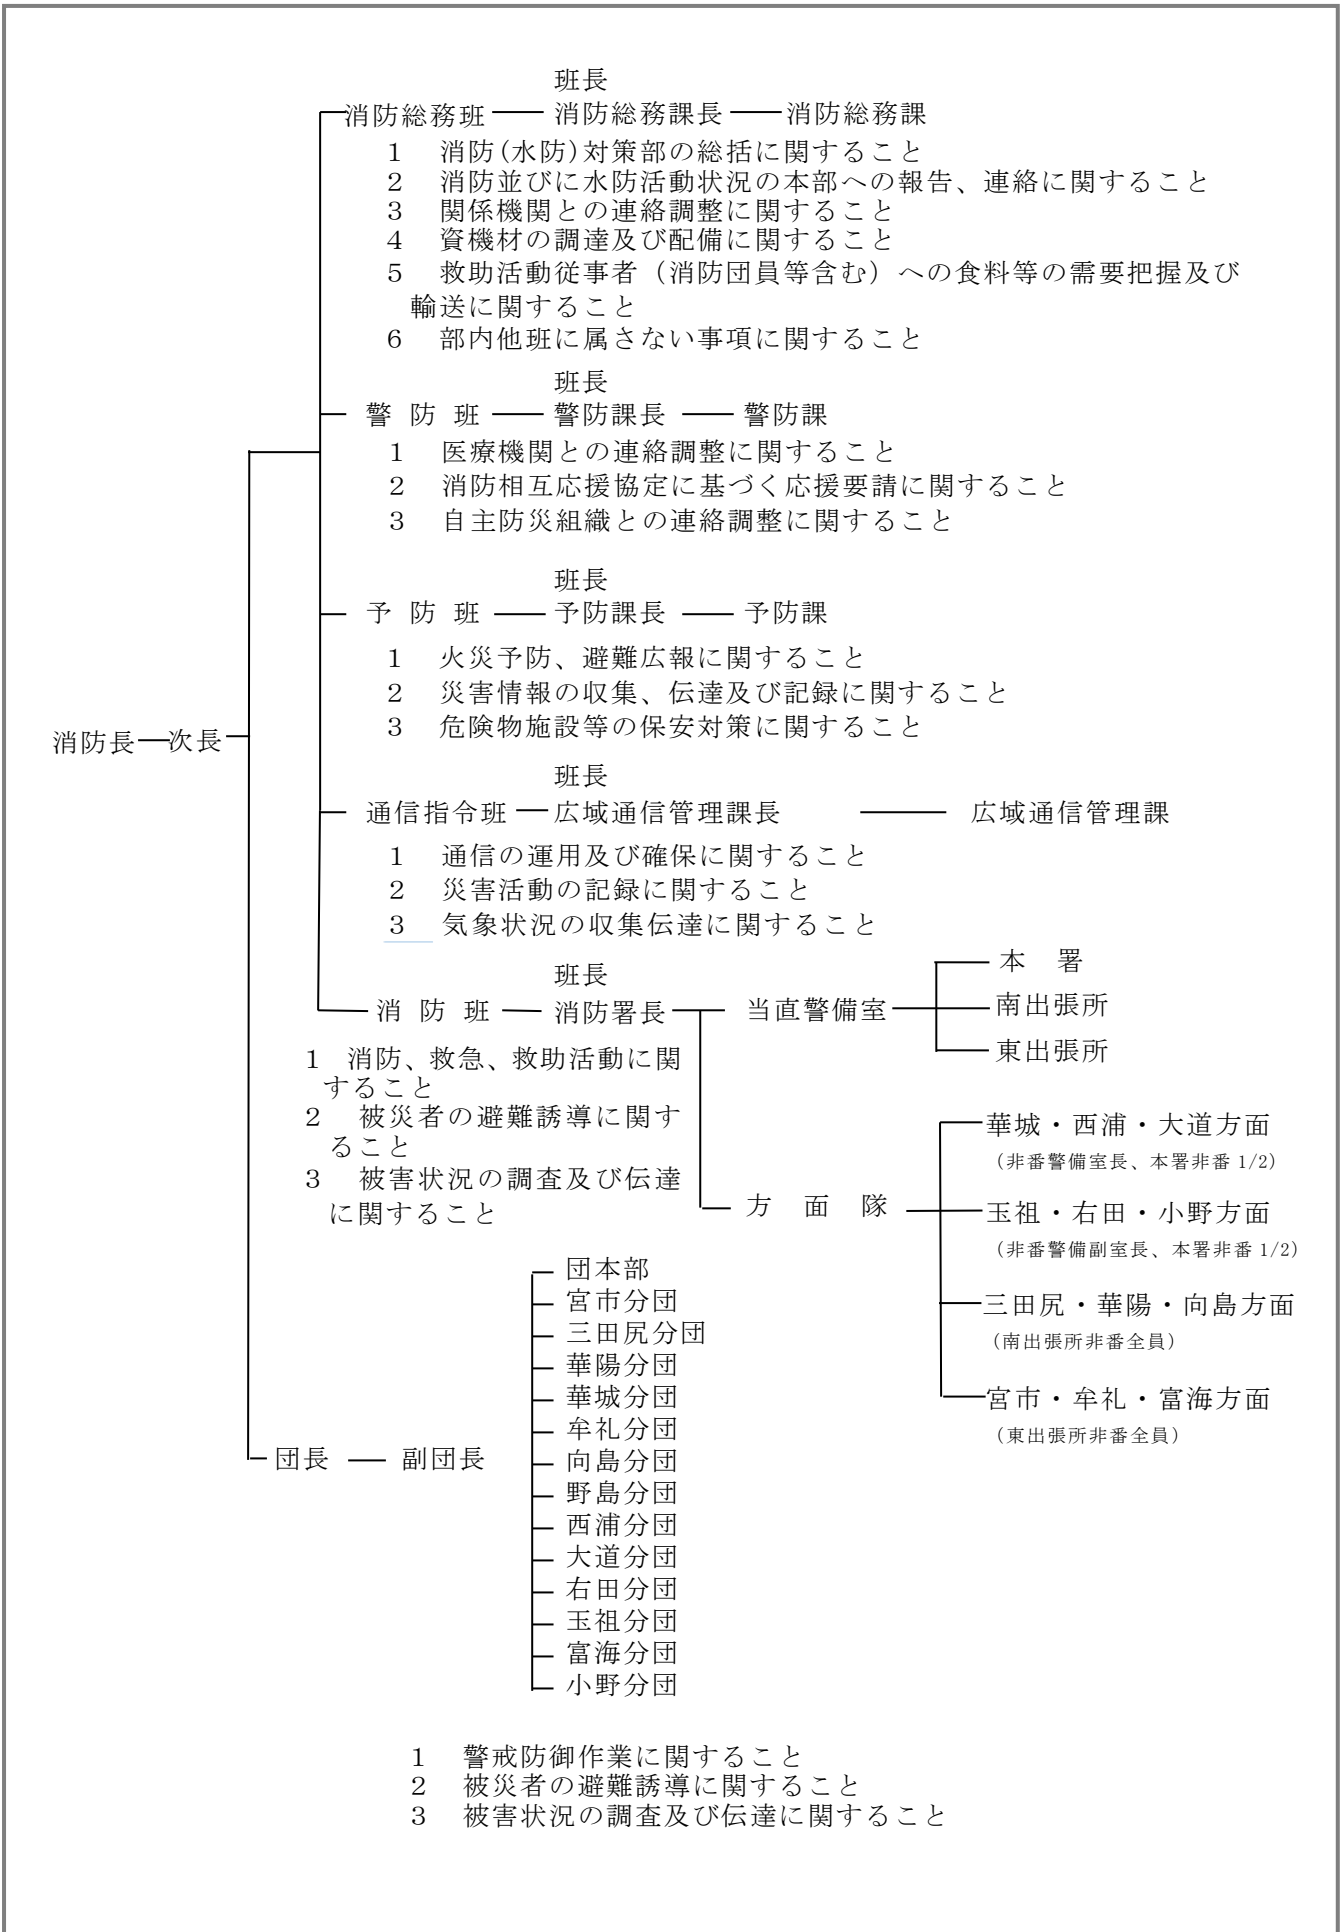 班長
消防総務班 消防総務課長 消防総務課
１ 消防(水防)対策部の総括に関すること
２ 消防並びに水防活動状況の本部への報告、連絡に関すること
３ 関係機関との連絡調整に関すること
４ 資機材の調達及び配備に関すること
５ 救助活動従事者（消防団員等含む）への食料等の需要把握及び
輸送に関すること
６ 部内他班に属さない事項に関すること
班長
警防班 警防課長 警防課
１ 医療機関との連絡調整に関すること
２ 消防相互応援協定に基づく応援要請に関すること
３ 自主防災組織との連絡調整に関すること
班長
予防班 予防課長 予防課
１ 火災予防、避難広報に関すること
２ 災害情報の収集、伝達及び記録に関すること
３ 危険物施設等の保安対策に関すること
消防長 次長
班長
通信指令班 広域通信管理課長 広域通信管理課
１ 通信の運用及び確保に関すること
２ 災害活動の記録に関すること
３ 気象状況の収集伝達に関すること
班長
消防班 消防署長 当直警備室
本 署
南出張所
東出張所
１ 消防、救急、救助活動に関
すること
２ 被災者の避難誘導に関す
ること
３ 被害状況の調査及び伝達
に関すること
方面隊
華城・西浦・大道方面
（非番警備室長、本署非番 1/2）
玉祖・右田・小野方面
（非番警備副室長、本署非番 1/2）
三田尻・華陽・向島方面
（南出張所非番全員）
宮市・牟礼・富海方面
（東出張所非番全員）
団長 副団長
団本部
宮市分団
三田尻分団
華陽分団
華城分団
牟礼分団
向島分団
野島分団
西浦分団
大道分団
右田分団
玉祖分団
富海分団
小野分団
１ 警戒防御作業に関すること
２ 被災者の避難誘導に関すること
３ 被害状況の調査及び伝達に関すること